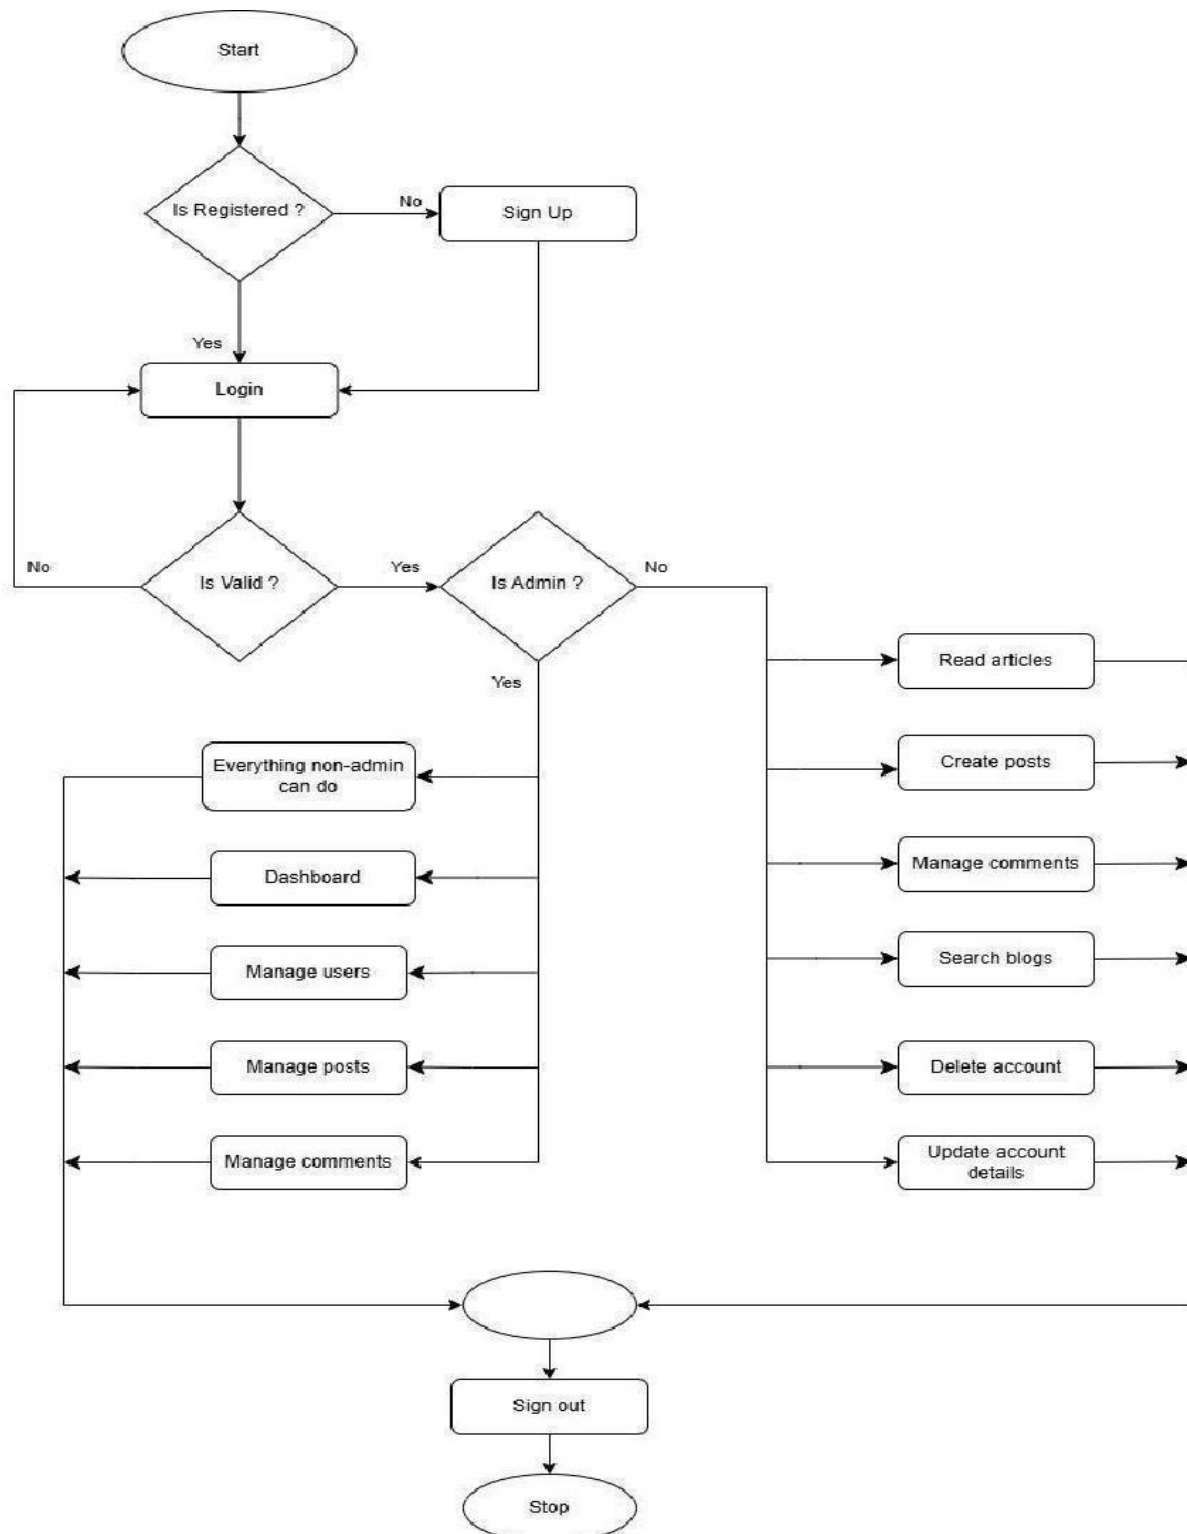 Start
Is Registered ?
No
Sign Up
Yes
Login
No
Is Valid ?
Yes
Is Admin ?
No
Yes
Read articles
Create posts
Manage comments
Search blogs
Delete account
Update account
details
Everything non-admin
can do
Dashboard
Manage users
Manage posts
Manage comments
Sign out
Stop